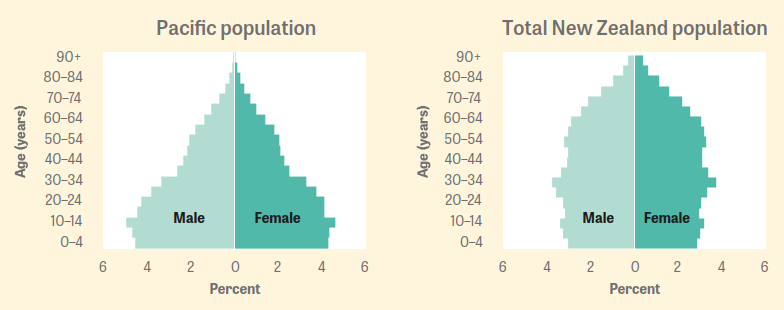 Pacific population
Age (years)
90+
80–84
70–74
60–64
50–54
40–44
30–34
20–24
10–14
0–4
Male Female
6 4 2 0 2 4 6
Percent
Total New Zealand population
Age (years)
90+
80–84
70–74
60–64
50–54
40–44
30–34
20–24
10–14
0–4
Male Female
6 4 2 0 2 4 6
Percent